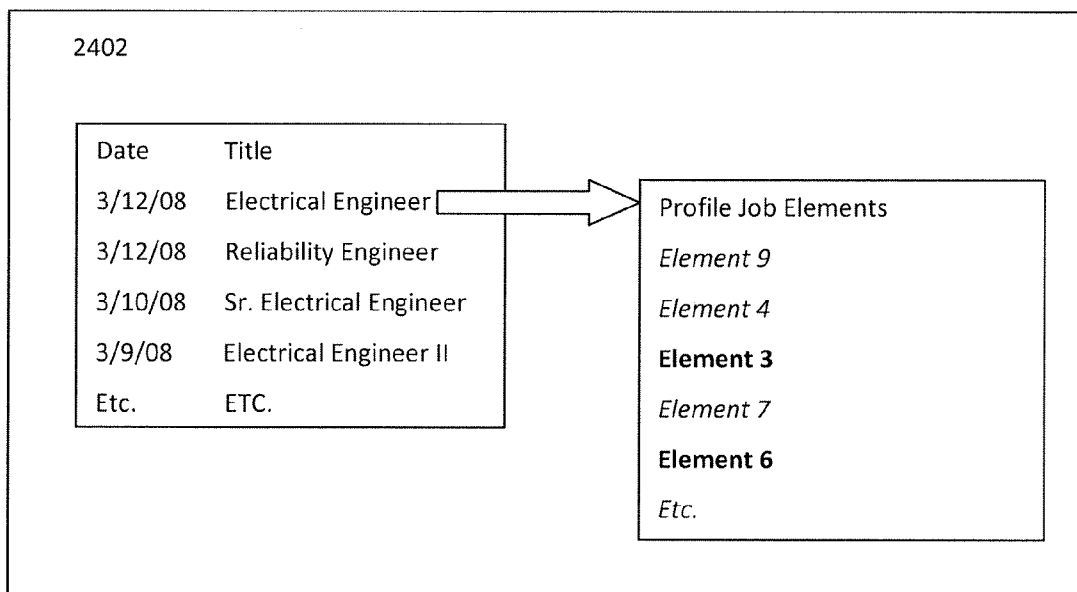 2402
Date Title
3/12/08 Electrical Engineer
3/12/08 Reliability Engineer
3/10/08 Sr. Electrical Engineer
3/9/08 Electrical Engineer II
Etc. ETC.
Profile Job Elements
Element 9
Element 4
Element 3
Element 7
Element 6
Etc.